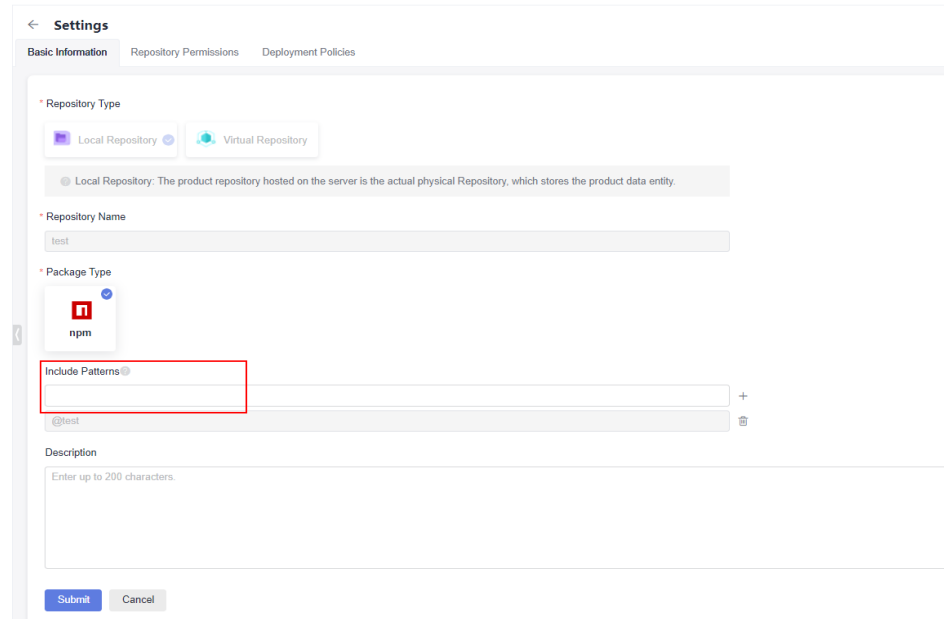 Settings
Basic Information Repository Permissions Deployment Policies
* Repository Type
Local Repository Virtual Repository
Local Repository: The product repository hosted on the server is the actual physical Repository, which stores the product data entity.
* Repository Name
test
* Package Type
npm
Include Patterns
@test
Description
Enter up to 200 characters.
Submit Cancel